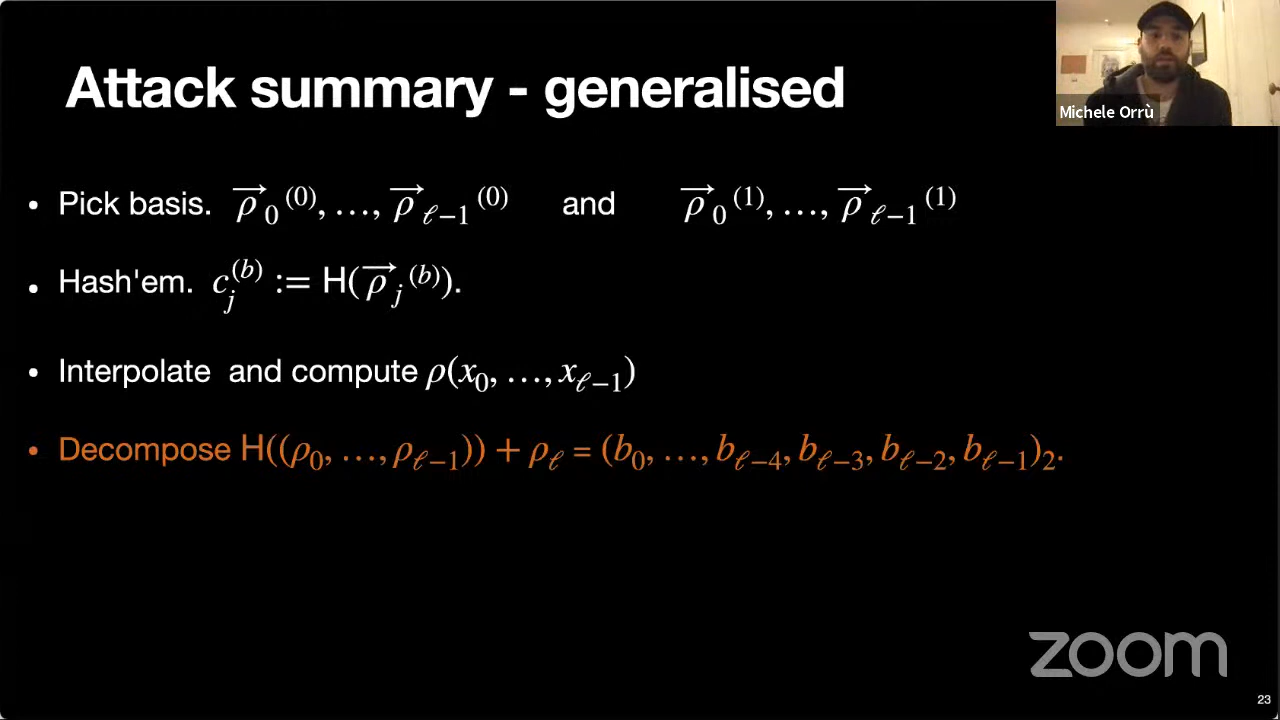 Attack summary - generalised
Michele Orrù
• Pick basis. ρ⃗₀⁽⁰⁾, …, ρ⃗_{ℓ−1}⁽⁰⁾ and ρ⃗₀⁽¹⁾, …, ρ⃗_{ℓ−1}⁽¹⁾
• Hash'em. c_j^{(b)} := H(ρ⃗_j^{(b)}).
• Interpolate and compute ρ(x₀, …, x_{ℓ−1})
• Decompose H((ρ₀, …, ρ_{ℓ−1})) + ρ_ℓ = (b₀, …, b_{ℓ−4}, b_{ℓ−3}, b_{ℓ−2}, b_{ℓ−1})₂.
zoom
23